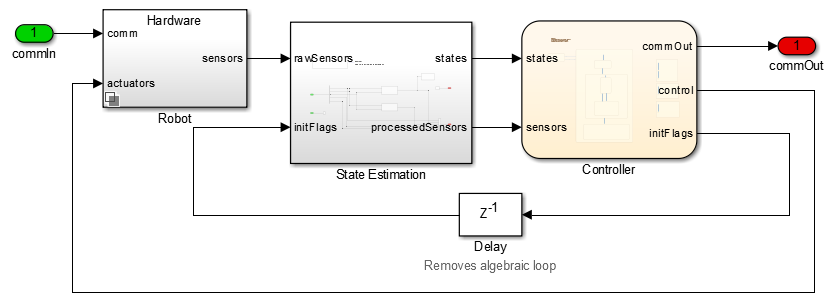 1
commIn
Hardware
comm
sensors
actuators
Robot
rawSensors
states
initFlags
processedSensors
State Estimation
states
commOut
control
sensors
initFlags
Controller
1
commOut
Z-1
Delay
Removes algebraic loop